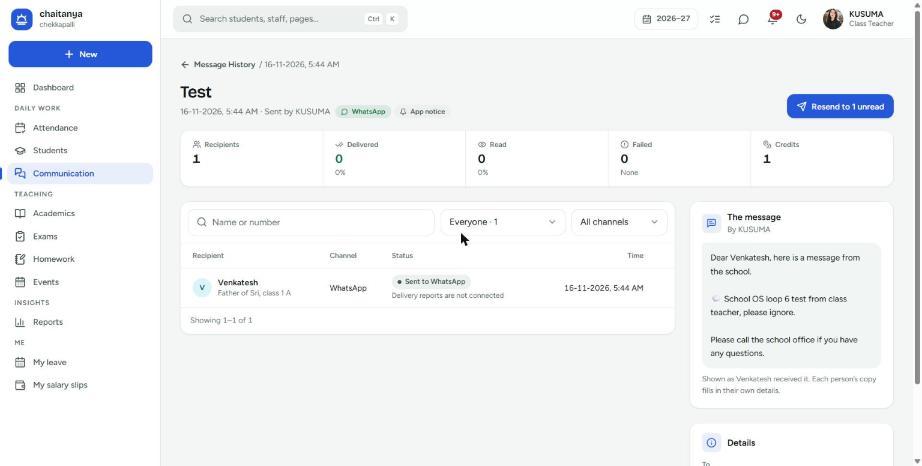 chaitanya
chekkapalli
Search students, staff, pages...
Ctrl K
2026–27
9+
KUSUMA
Class Teacher
+ New
Dashboard
DAILY WORK
Attendance
Students
Communication
TEACHING
Academics
Exams
Homework
Events
INSIGHTS
Reports
ME
My leave
My salary slips
← Message History / 16-11-2026, 5:44 AM
Test
16-11-2026, 5:44 AM · Sent by KUSUMA WhatsApp App notice
Resend to 1 unread
Recipients
1
Delivered
0
0%
Read
0
0%
Failed
0
None
Credits
1
Name or number
Everyone · 1
All channels
Recipient Channel Status Time
V
Venkatesh
Father of Sri, class 1 A
WhatsApp
Sent to WhatsApp
Delivery reports are not connected
16-11-2026, 5:44 AM
Showing 1–1 of 1
The message
By KUSUMA
Dear Venkatesh, here is a message from
the school.
School OS loop 6 test from class
teacher, please ignore.
Please call the school office if you have
any questions.
Shown as Venkatesh received it. Each person's copy
fills in their own details.
Details
To